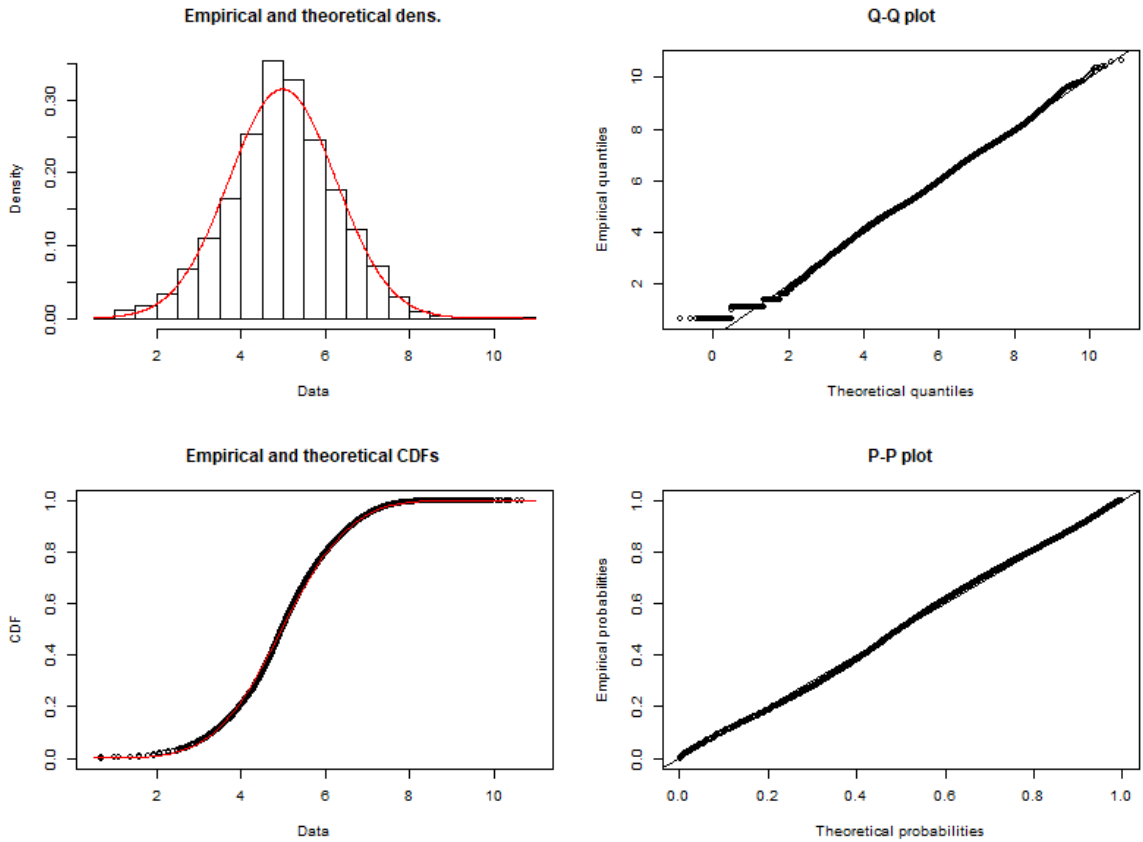 Empirical and theoretical dens.
Density
0.00 0.10 0.20 0.30
2 4 6 8 10
Data
Q-Q plot
Empirical quantiles
2 4 6 8 10
0 2 4 6 8 10
Theoretical quantiles
Empirical and theoretical CDFs
CDF
0.0 0.2 0.4 0.6 0.8 1.0
2 4 6 8 10
Data
P-P plot
Empirical probabilities
0.0 0.2 0.4 0.6 0.8 1.0
0.0 0.2 0.4 0.6 0.8 1.0
Theoretical probabilities